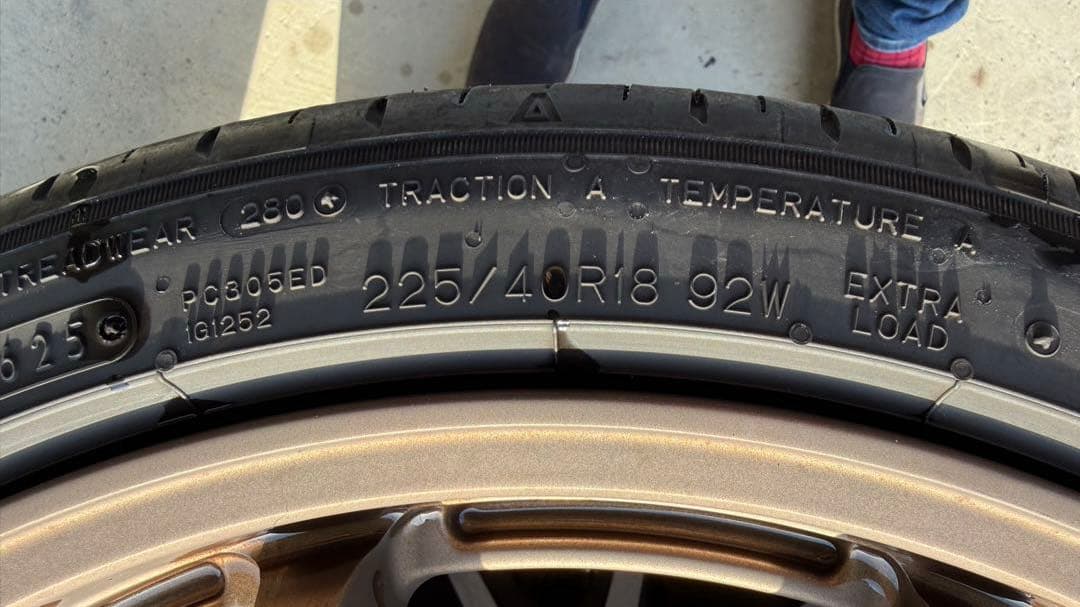 TREADWEAR 280 TRACTION A TEMPERATURE A
625
PC305ED
1G1252
225/40R18 92W
EXTRA
LOAD